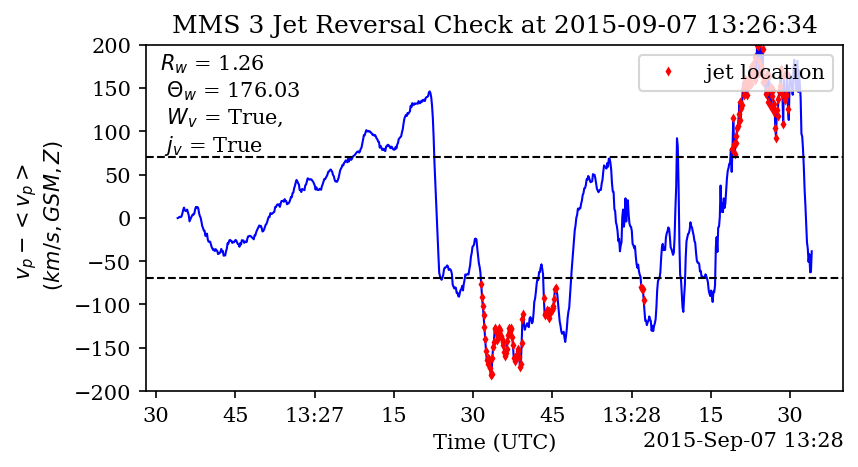 MMS 3 Jet Reversal Check at 2015-09-07 13:26:34
R_w = 1.26
Θ_w = 176.03
W_v = True,
j_v = True
jet location
v_p − < v_p >
(km/s, GSM, Z)
200
150
100
50
0
−50
−100
−150
−200
30 45 13:27 15 30 45 13:28 15 30
Time (UTC)
2015-Sep-07 13:28